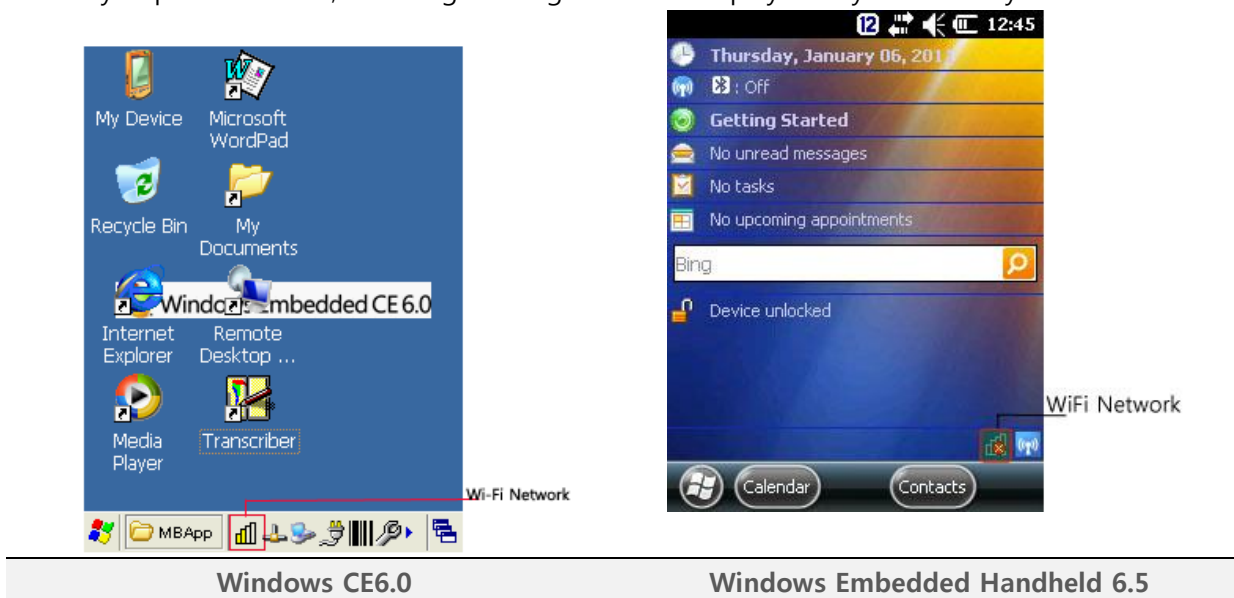 My Device
Microsoft
WordPad
Recycle Bin
My
Documents
Windows Embedded CE 6.0
Internet
Explorer
Remote
Desktop ...
Media
Player
Transcriber
Wi-Fi Network
MBApp
12 12:45
Thursday, January 06, 201
: Off
Getting Started
No unread messages
No tasks
No upcoming appointments
Bing
Device unlocked
WiFi Network
Calendar
Contacts
Windows CE6.0
Windows Embedded Handheld 6.5